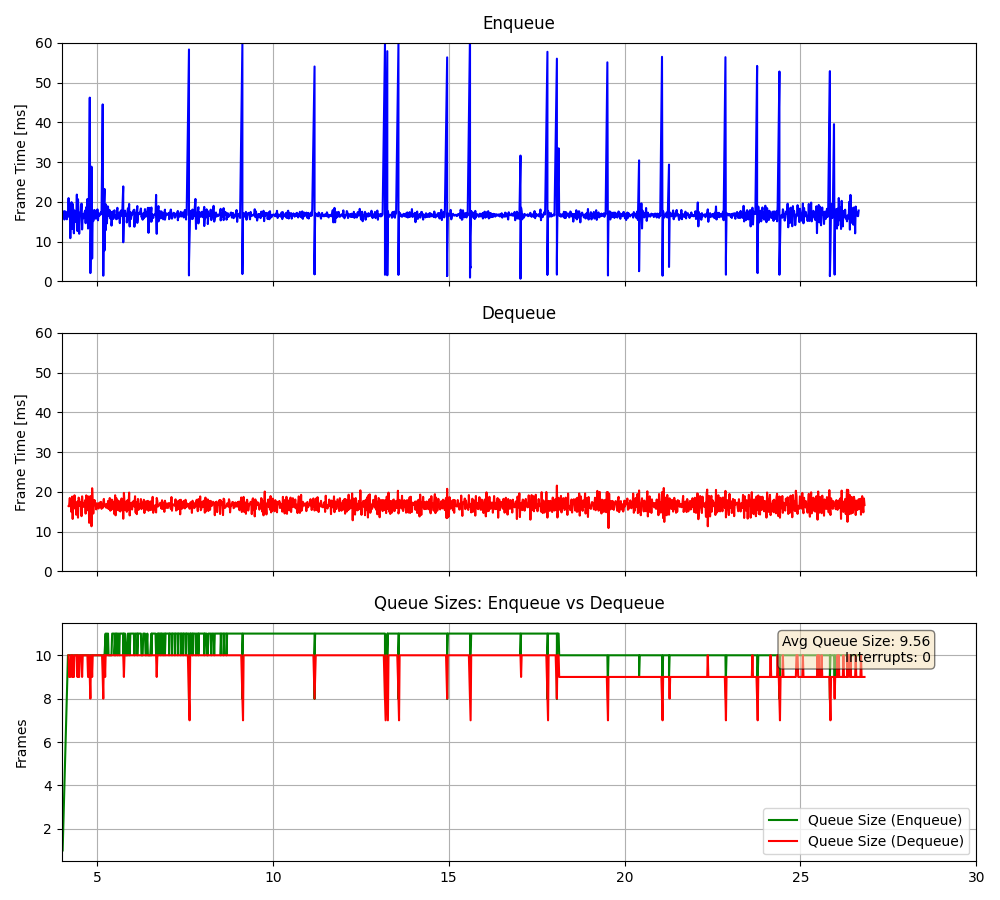 Enqueue
60
50
40
30
20
10
0
Frame Time [ms]
Dequeue
60
50
40
30
20
10
0
Frame Time [ms]
Queue Sizes: Enqueue vs Dequeue
Avg Queue Size: 9.56
Interrupts: 0
10
8
6
4
2
Frames
Queue Size (Enqueue)
Queue Size (Dequeue)
5 10 15 20 25 30